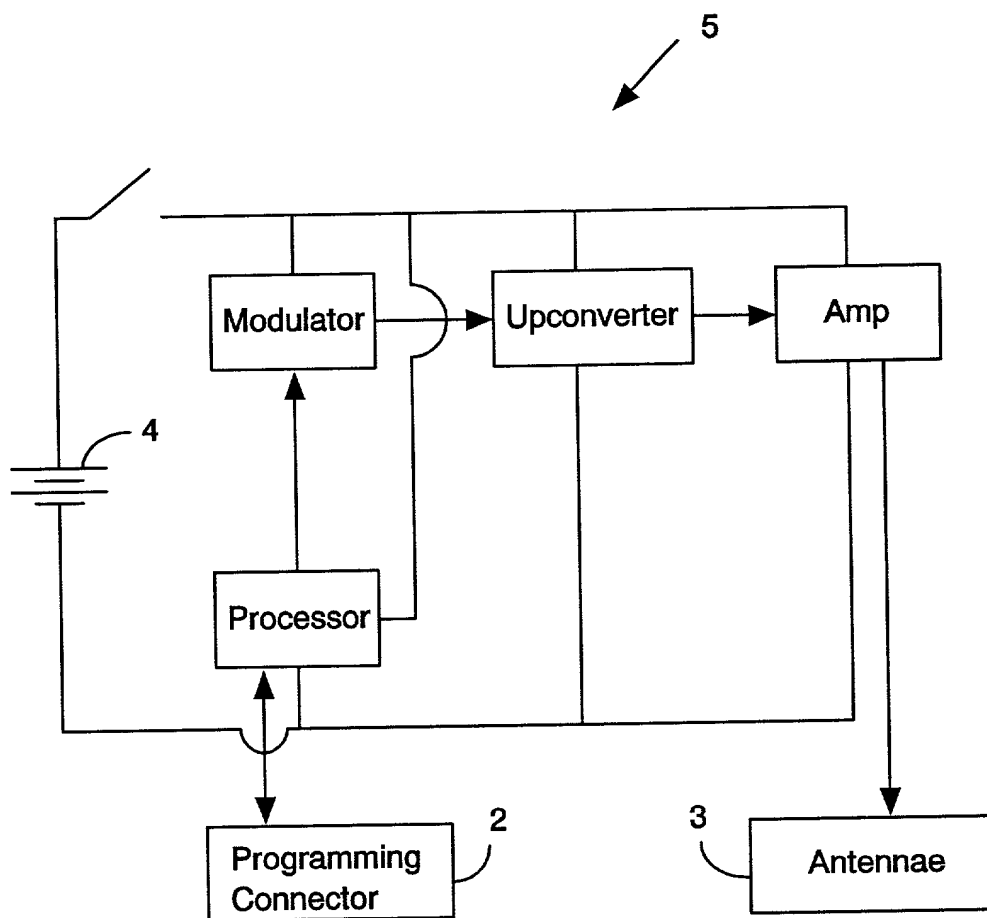 5
Modulator
Upconverter
Amp
4
Processor
2
3
Programming
Connector
Antennae